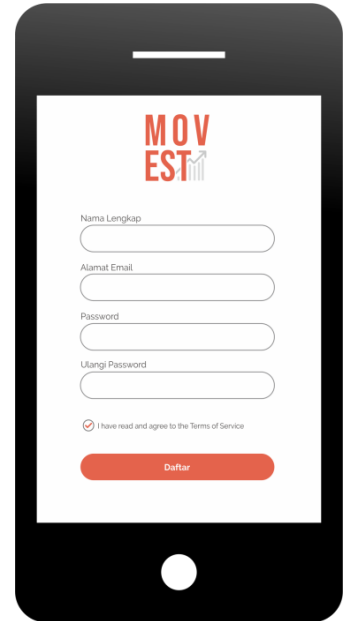 MOV
EST
Nama Lengkap
Alamat Email
Password
Ulangi Password
I have read and agree to the Terms of Service
Daftar